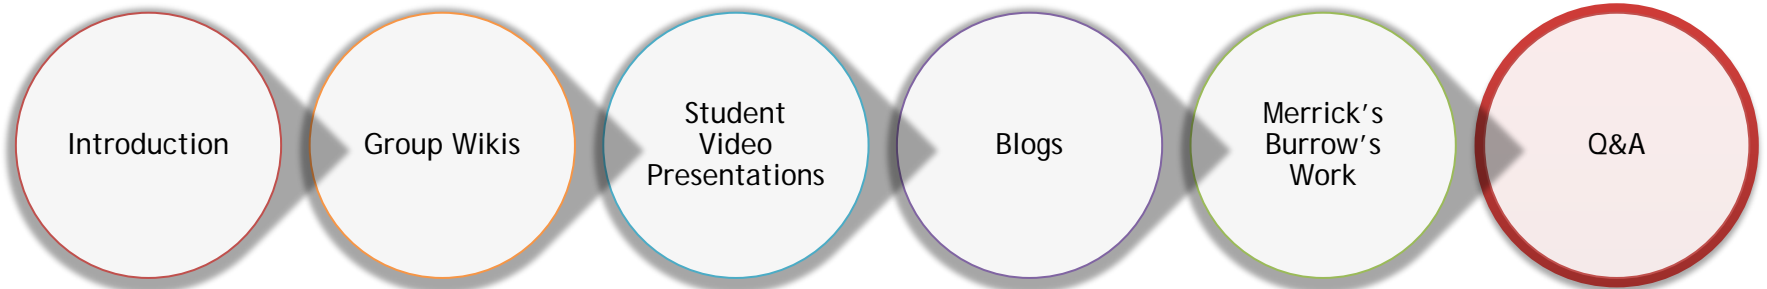 Introduction
Group Wikis
Student
Video
Presentations
Blogs
Merrick's
Burrow's
Work
Q&A